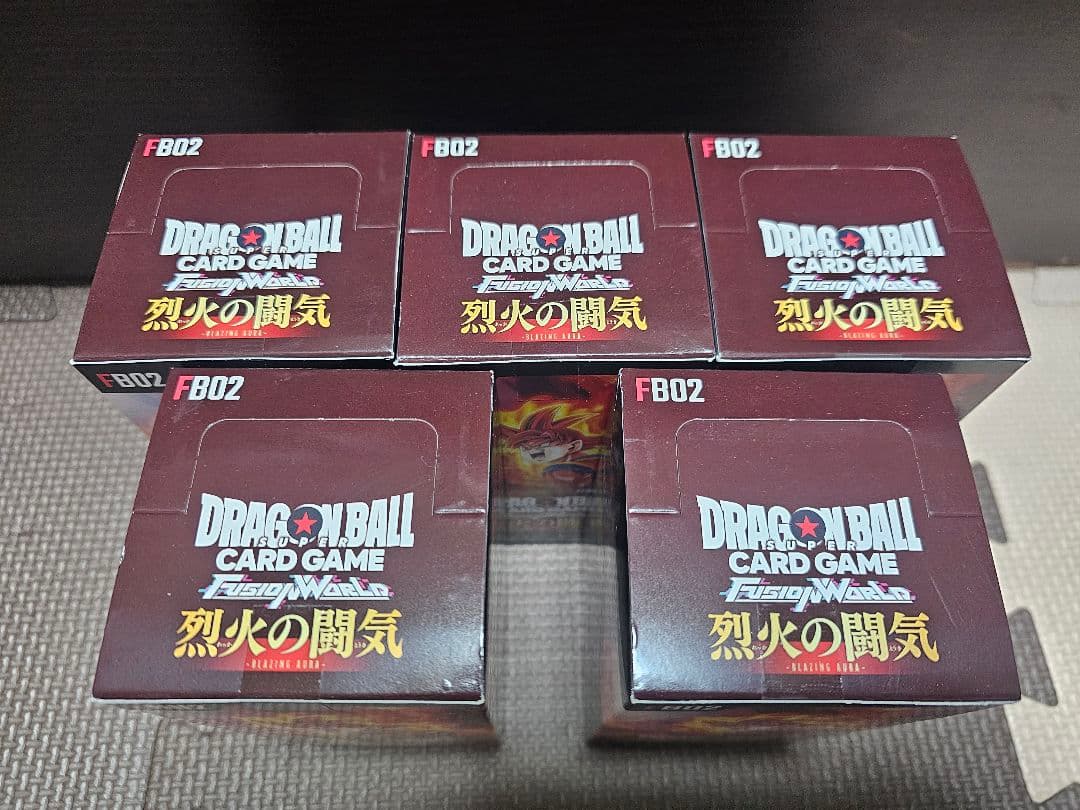 FB02
DRAGON BALL
SUPER
CARD GAME
FUSION WORLD
烈火の闘気
-BLAZING AURA-
FB02
DRAGON BALL
SUPER
CARD GAME
FUSION WORLD
烈火の闘気
-BLAZING AURA-
FB02
DRAGON BALL
SUPER
CARD GAME
FUSION WORLD
烈火の闘気
-BLAZING AURA-
FB02
FB02
DRAGON BALL
SUPER
CARD GAME
FUSION WORLD
烈火の闘気
-BLAZING AURA-
FB02
DRAGON BALL
SUPER
CARD GAME
FUSION WORLD
烈火の闘気
-BLAZING AURA-
FB02